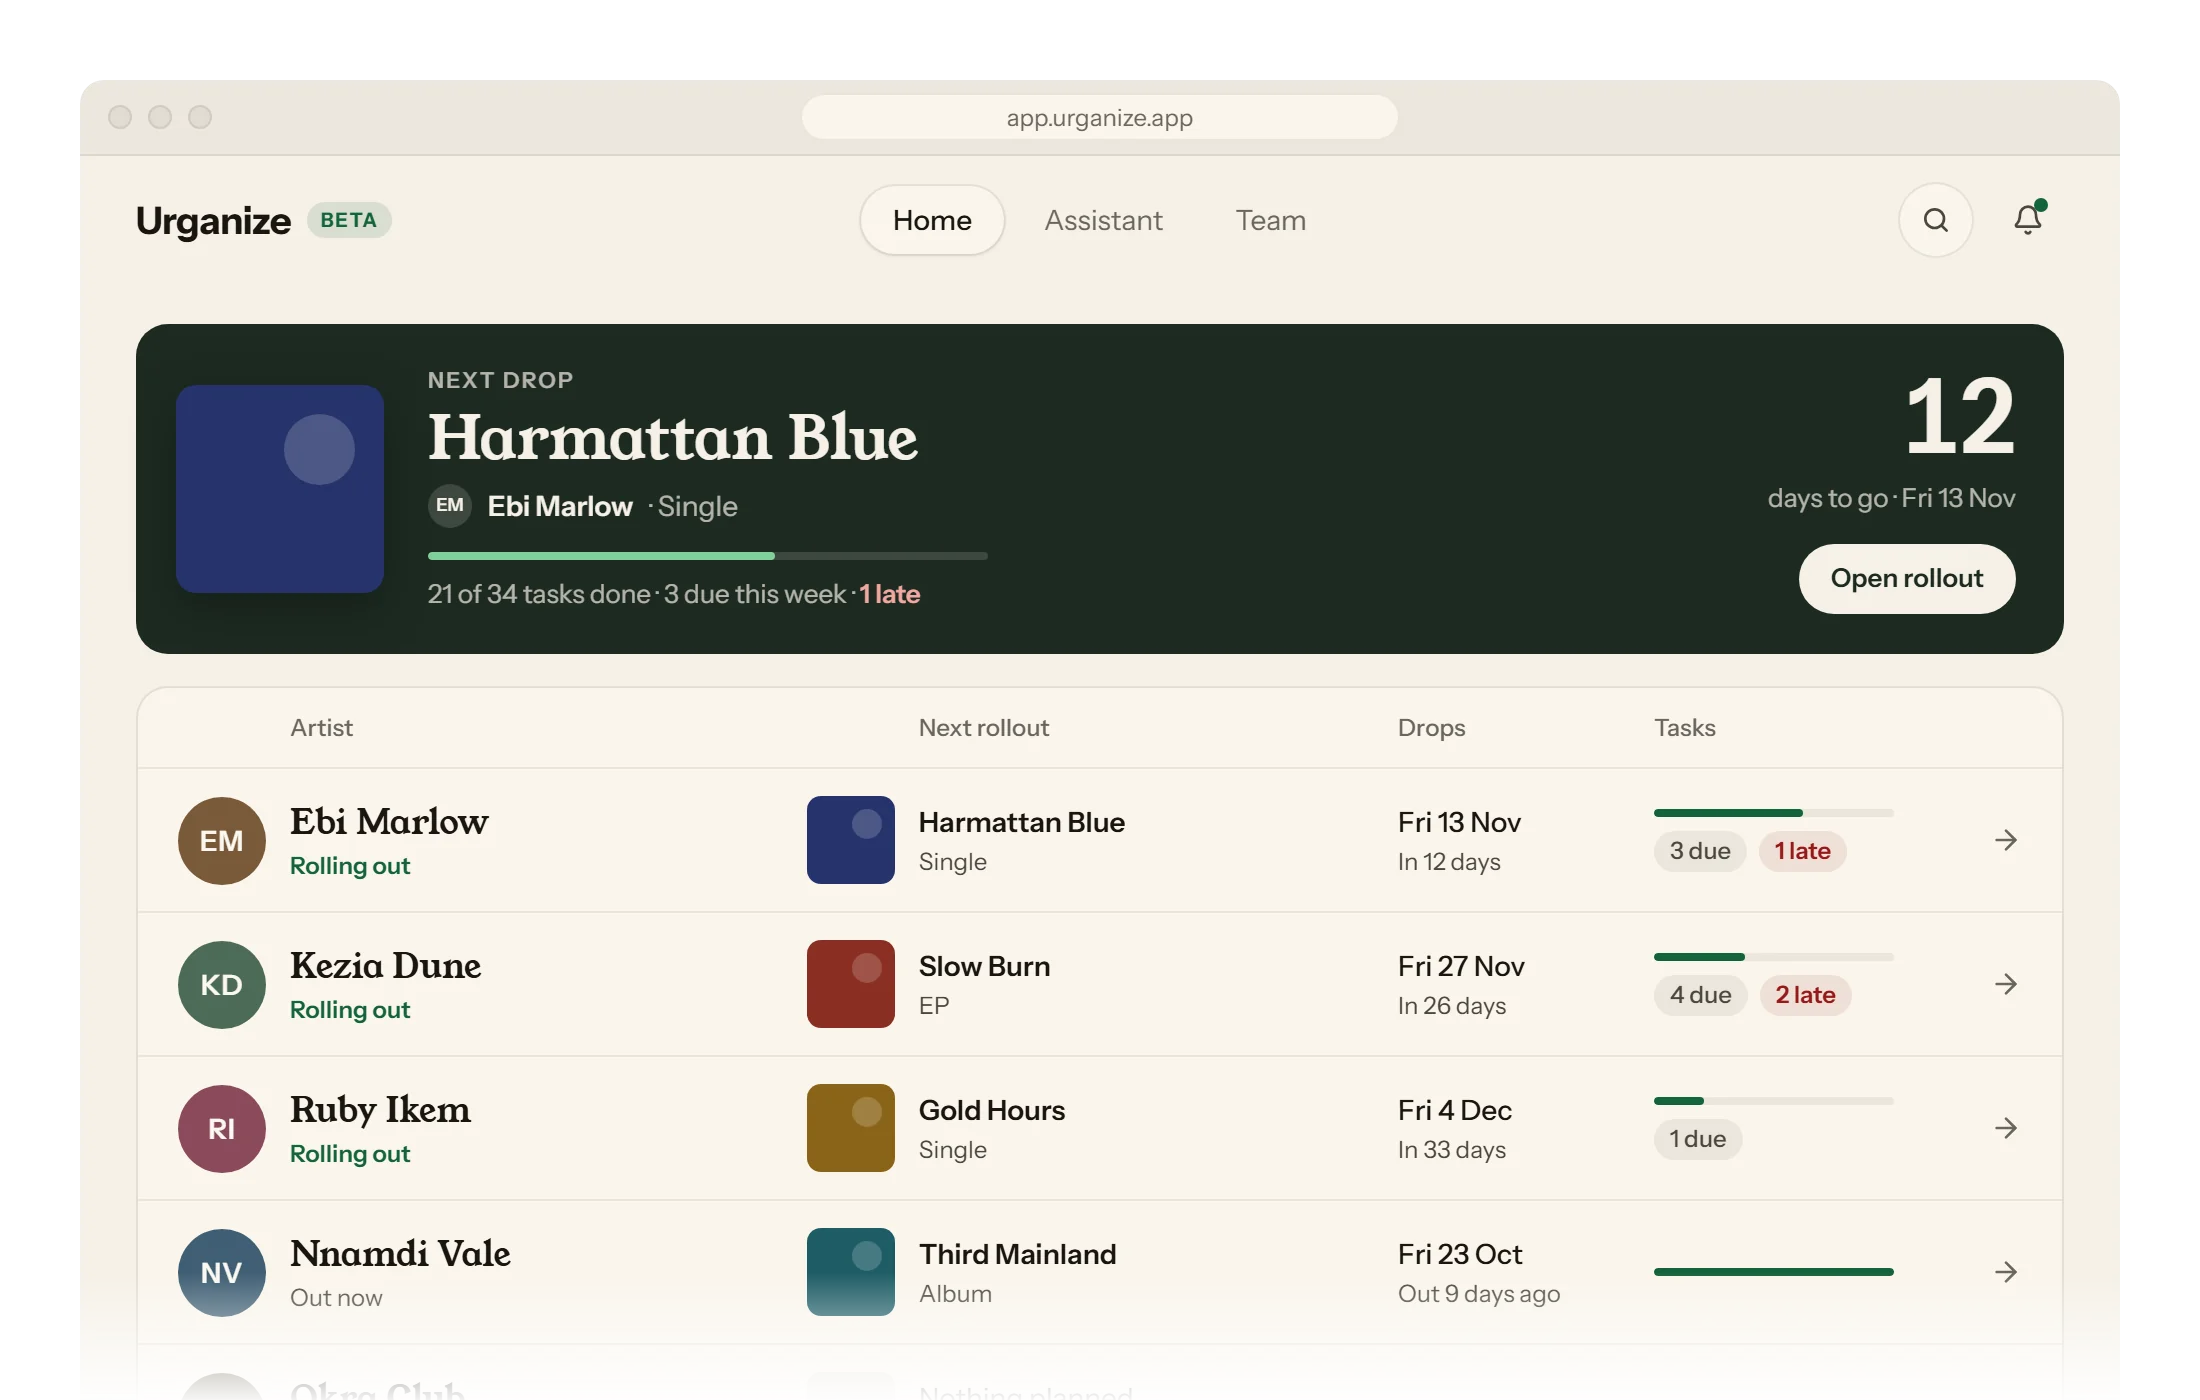 app.urganize.app
Urganize BETA
Home Assistant Team
NEXT DROP
Harmattan Blue
EM Ebi Marlow · Single
21 of 34 tasks done · 3 due this week · 1 late
12
days to go · Fri 13 Nov
Open rollout
Artist Next rollout Drops Tasks
EM Ebi Marlow Harmattan Blue Fri 13 Nov
Rolling out Single In 12 days 3 due 1 late
KD Kezia Dune Slow Burn Fri 27 Nov
Rolling out EP In 26 days 4 due 2 late
RI Ruby Ikem Gold Hours Fri 4 Dec
Rolling out Single In 33 days 1 due
NV Nnamdi Vale Third Mainland Fri 23 Oct
Out now Album Out 9 days ago
Okra Club Nothing planned